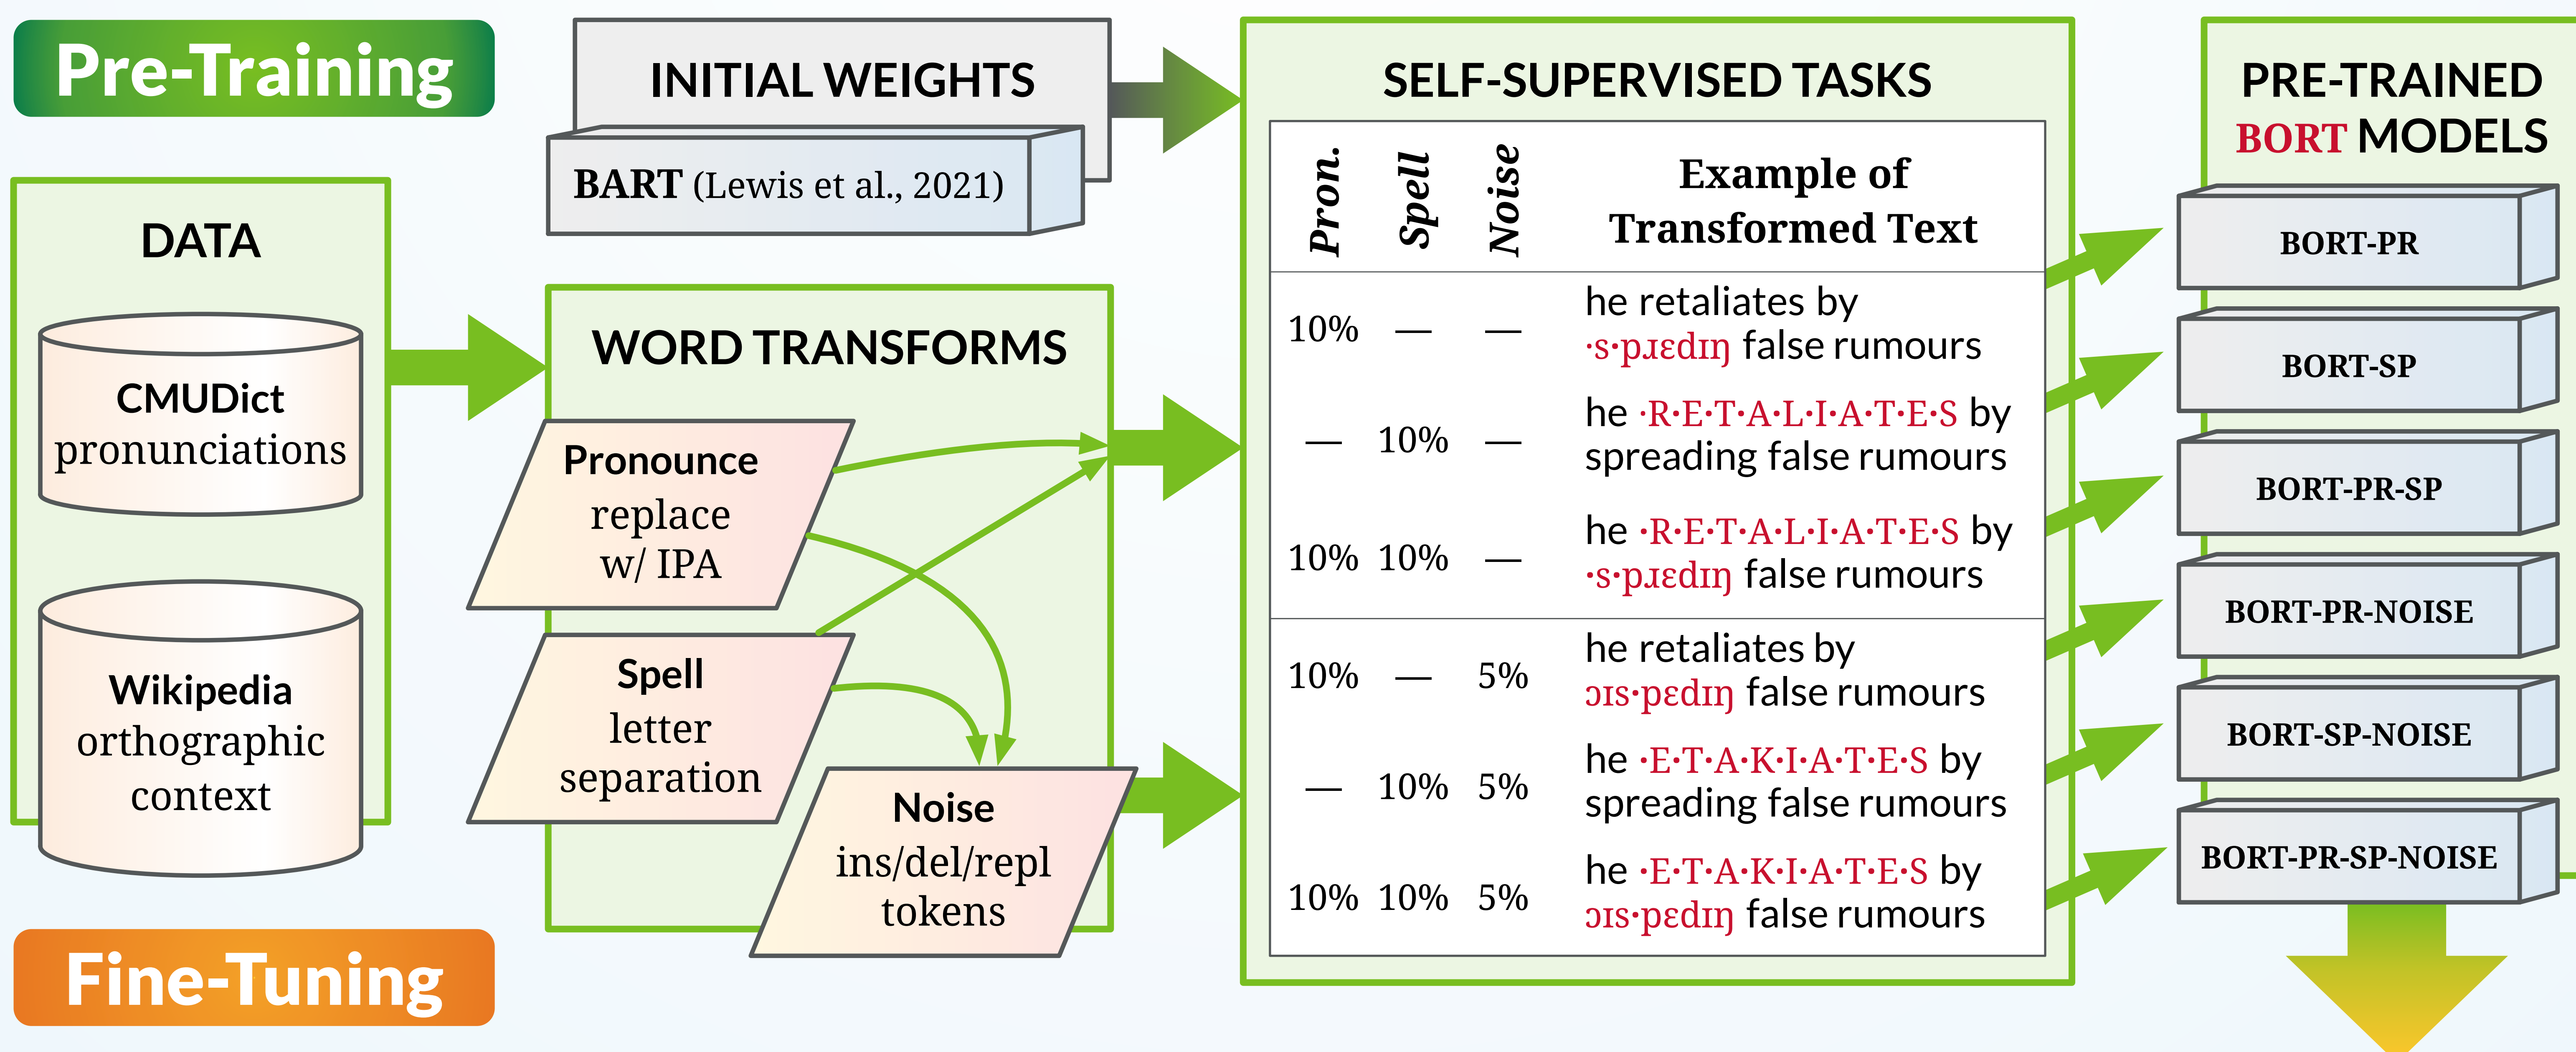 Pre-Training
DATA
CMUDict
pronunciations
Wikipedia
orthographic
context
INITIAL WEIGHTS
BART (Lewis et al., 2021)
WORD TRANSFORMS
Pronounce
replace
w/ IPA
Spell
letter
separation
Noise
ins/del/repl
tokens
SELF-SUPERVISED TASKS
Pron. Spell Noise Example of
Transformed Text
10% — — he retaliates by
·s·pɹɛdɪŋ false rumours
— 10% — he ·R·E·T·A·L·I·A·T·E·S by
spreading false rumours
10% 10% — he ·R·E·T·A·L·I·A·T·E·S by
·s·pɹɛdɪŋ false rumours
10% — 5% he retaliates by
ɔɪs·pɛdɪŋ false rumours
— 10% 5% he ·E·T·A·K·I·A·T·E·S by
spreading false rumours
10% 10% 5% he ·E·T·A·K·I·A·T·E·S by
ɔɪs·pɛdɪŋ false rumours
PRE-TRAINED
BORT MODELS
BORT-PR
BORT-SP
BORT-PR-SP
BORT-PR-NOISE
BORT-SP-NOISE
BORT-PR-SP-NOISE
Fine-Tuning